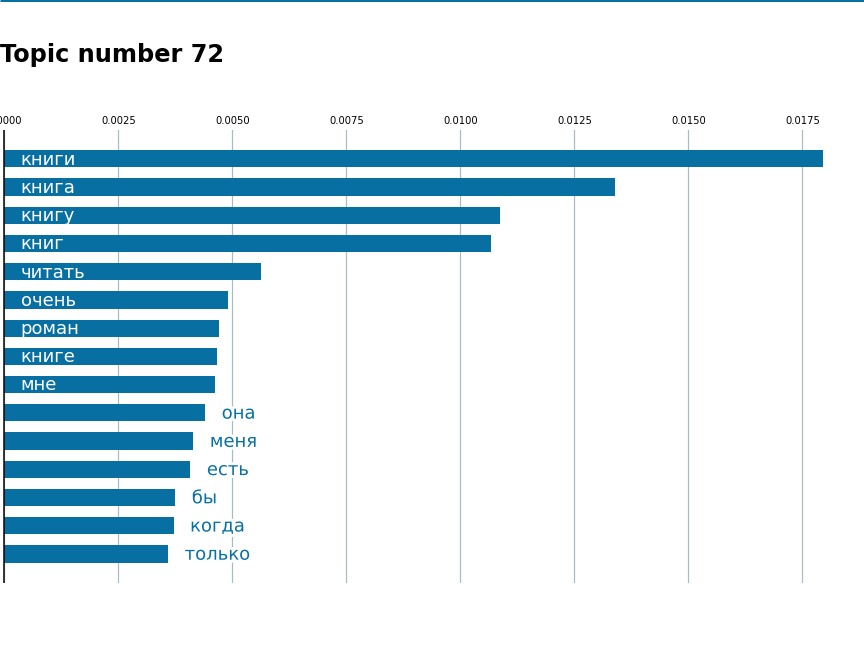 Topic number 72
0000 0.0025 0.0050 0.0075 0.0100 0.0125 0.0150 0.0175
книги
книга
книгу
книг
читать
очень
роман
книге
мне
она
меня
есть
бы
когда
только